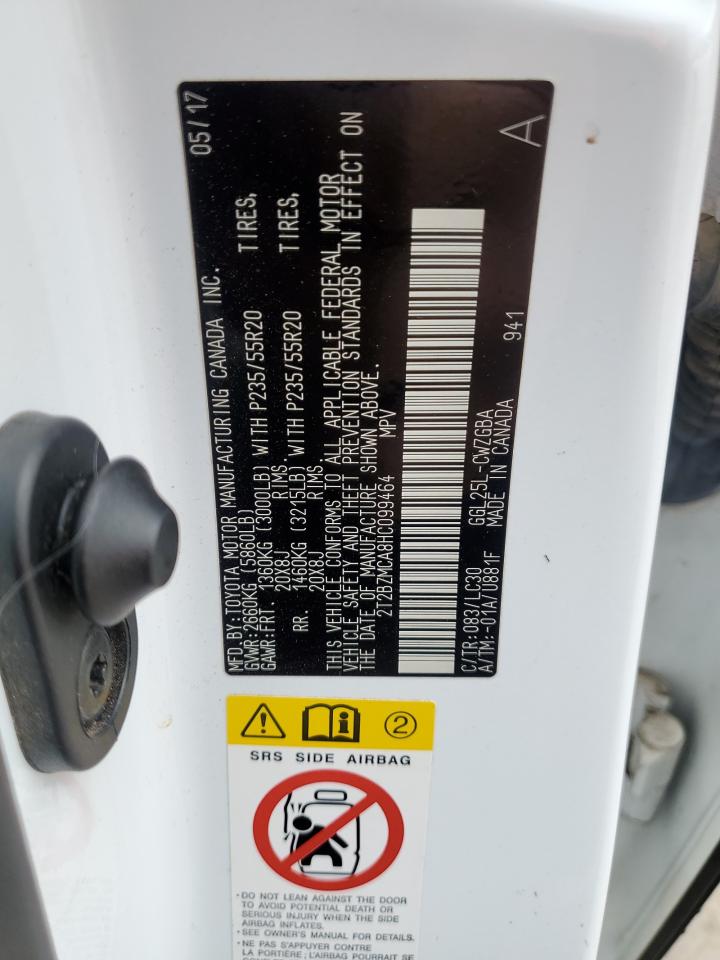 MFD.BY:TOYOTA MOTOR MANUFACTURING CANADA INC. 05/17
GVWR:2660KG (5860LB)
GAWR:FRT. 1360KG (3000LB) WITH P235/55R20 TIRES,
20X8J RIMS
RR. 1460KG (3215LB) WITH P235/55R20 TIRES,
20X8J RIMS
THIS VEHICLE CONFORMS TO ALL APPLICABLE FEDERAL MOTOR
VEHICLE SAFETY AND THEFT PREVENTION STANDARDS IN EFFECT ON
THE DATE OF MANUFACTURE SHOWN ABOVE.
2T2BZMCA8HC099464 MPV
C/TR:083/LC30 GGL25L-CWZGBA
A/TM:-01A/U881F MADE IN CANADA 941 A
2
SRS SIDE AIRBAG
•DO NOT LEAN AGAINST THE DOOR
TO AVOID POTENTIAL DEATH OR
SERIOUS INJURY WHEN THE SIDE
AIRBAG INFLATES.
•SEE OWNER'S MANUAL FOR DETAILS.
•NE PAS S'APPUYER CONTRE
LA PORTIÈRE ; L'AIRBAG POURRAIT SE